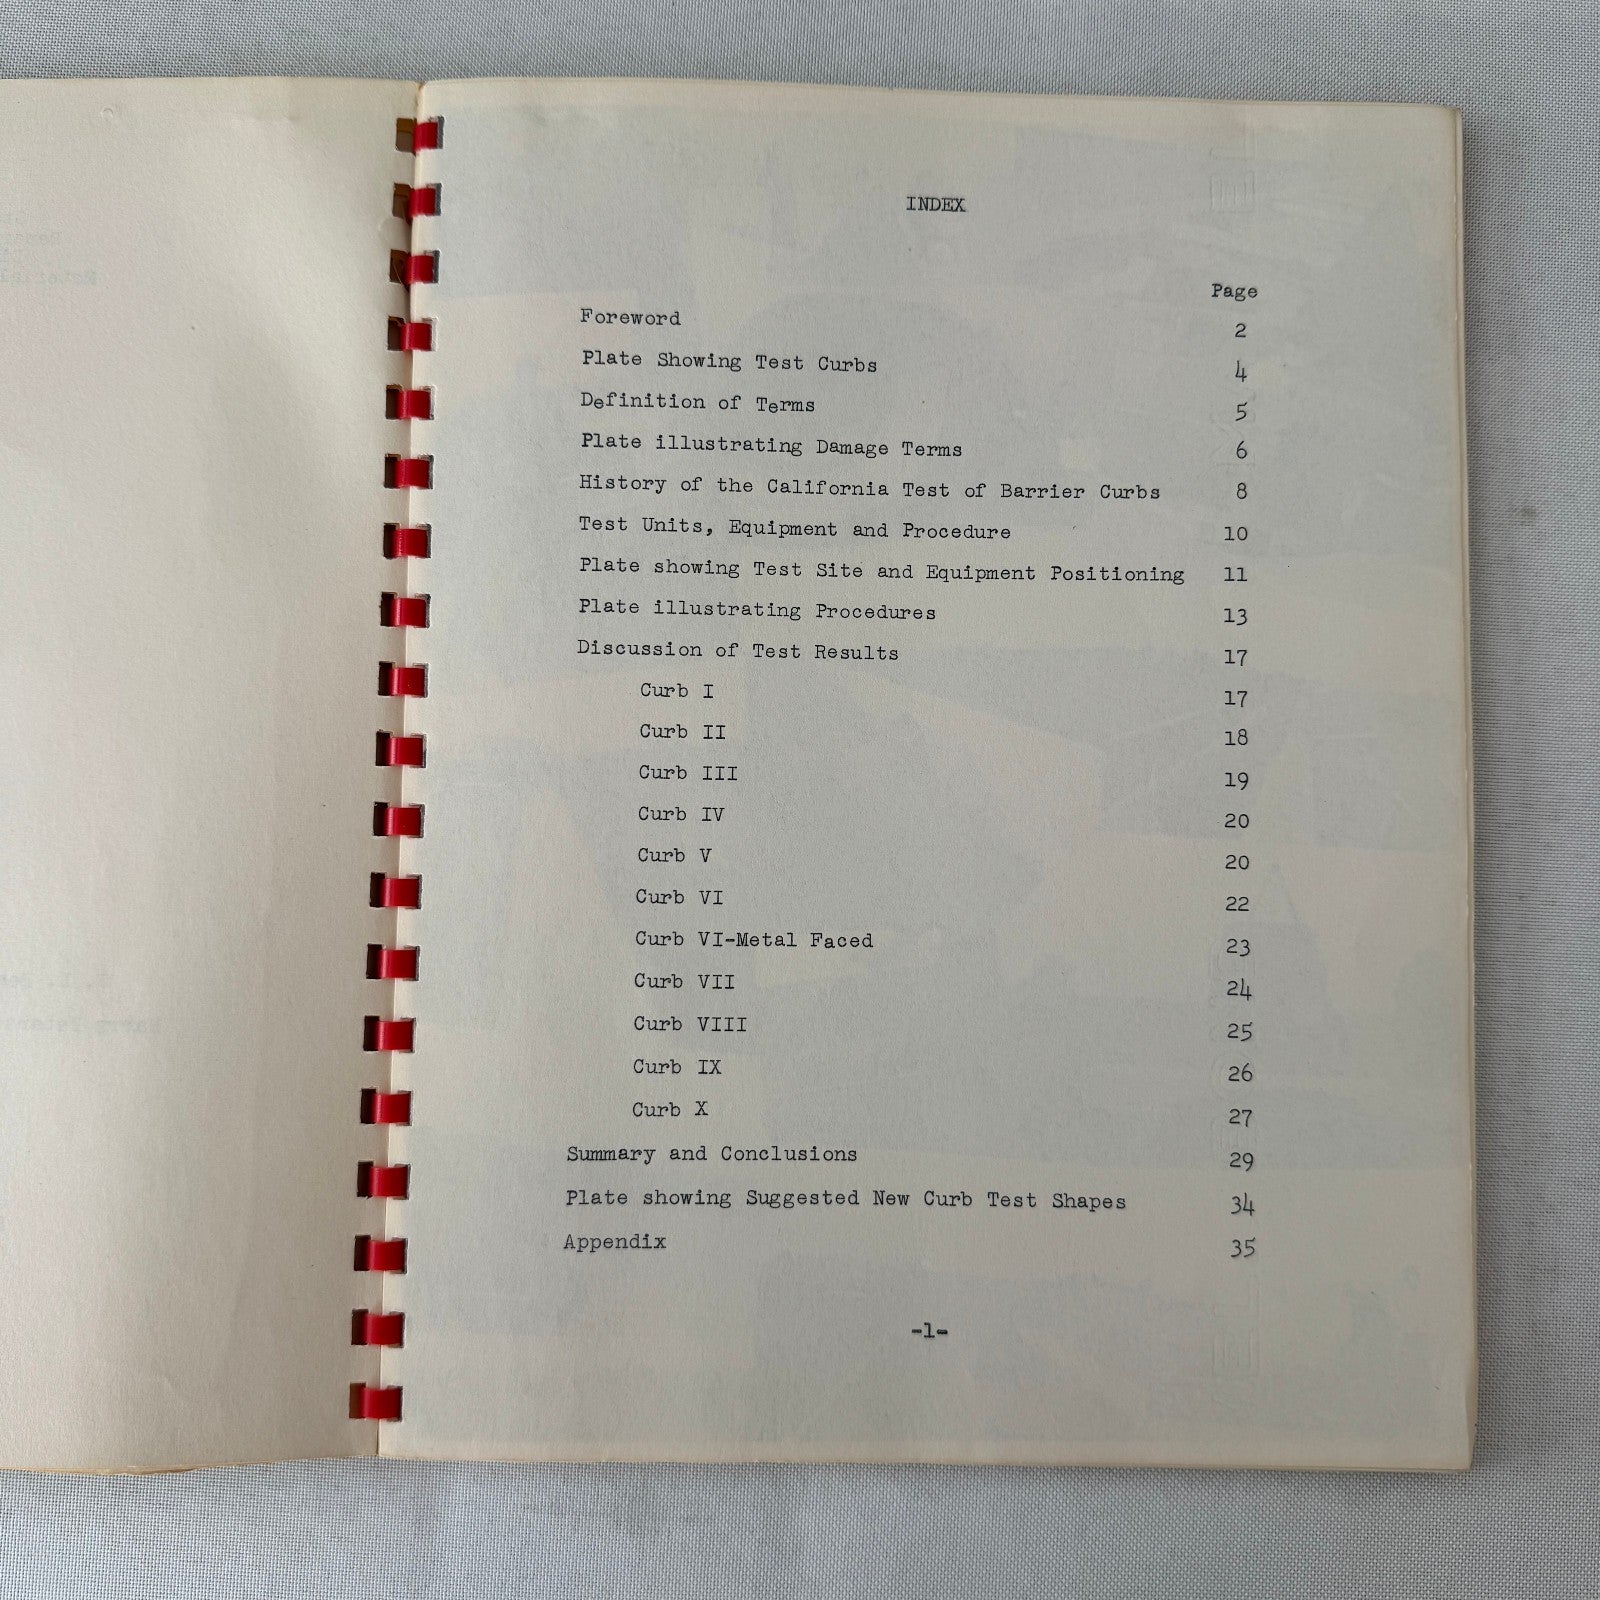 INDEX
Page
Foreword 2
Plate Showing Test Curbs 4
Definition of Terms 5
Plate illustrating Damage Terms 6
History of the California Test of Barrier Curbs 8
Test Units, Equipment and Procedure 10
Plate showing Test Site and Equipment Positioning 11
Plate illustrating Procedures 13
Discussion of Test Results 17
Curb I 17
Curb II 18
Curb III 19
Curb IV 20
Curb V 20
Curb VI 22
Curb VI-Metal Faced 23
Curb VII 24
Curb VIII 25
Curb IX 26
Curb X 27
Summary and Conclusions 29
Plate showing Suggested New Curb Test Shapes 34
Appendix 35
-1-